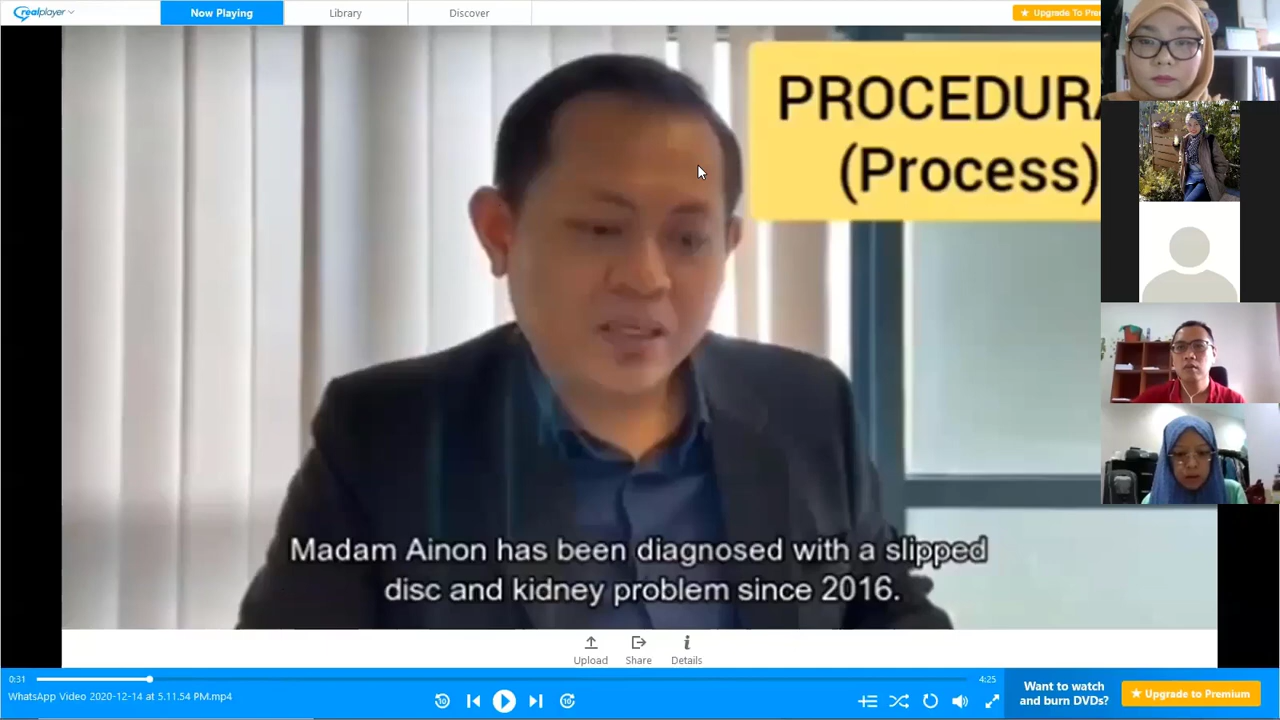 realplayer
Now Playing
Library
Discover
Upgrade To
PROCEDURA
(Process)
Madam Ainon has been diagnosed with a slipped
disc and kidney problem since 2016.
Upload
Share
Details
0:31
4:25
WhatsApp Video 2020-12-14 at 5.11.54 PM.mp4
10
10
Want to watch
and burn DVDs?
Upgrade to Premium